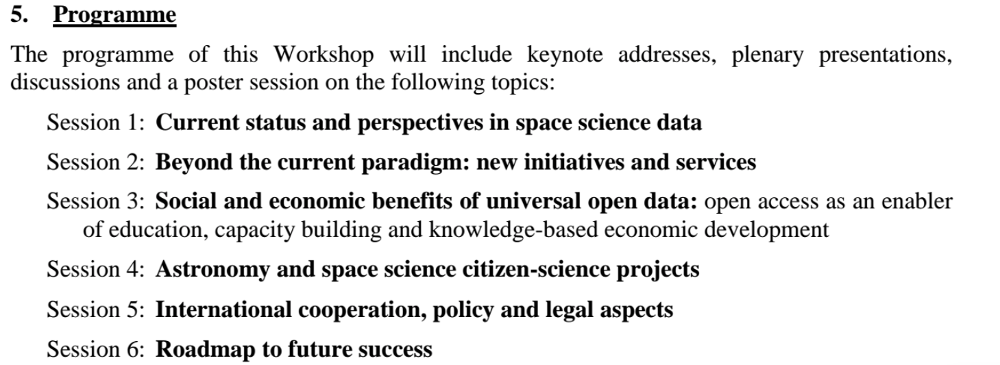 5. Programme
The programme of this Workshop will include keynote addresses, plenary presentations,
discussions and a poster session on the following topics:
Session 1: Current status and perspectives in space science data
Session 2: Beyond the current paradigm: new initiatives and services
Session 3: Social and economic benefits of universal open data: open access as an enabler
of education, capacity building and knowledge-based economic development
Session 4: Astronomy and space science citizen-science projects
Session 5: International cooperation, policy and legal aspects
Session 6: Roadmap to future success